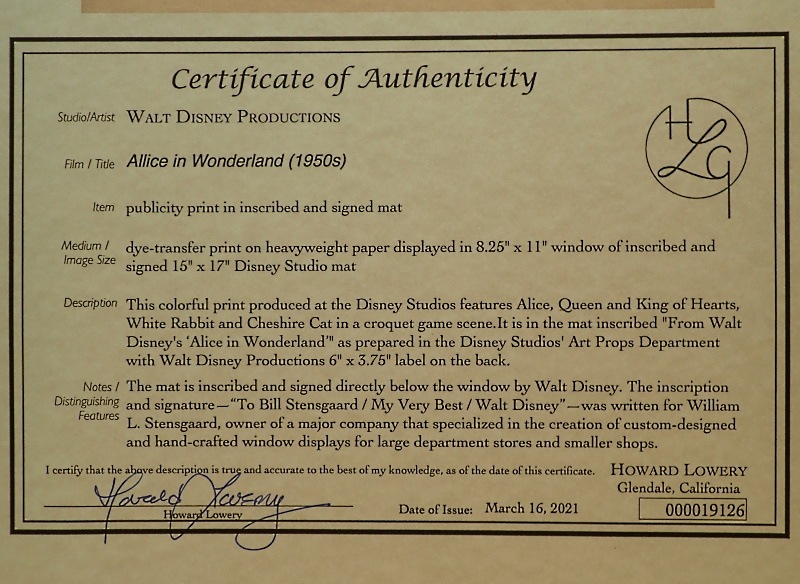 Certificate of Authenticity
Studio/Artist WALT DISNEY PRODUCTIONS
HLG
Film / Title Allice in Wonderland (1950s)
Item publicity print in inscribed and signed mat
Medium / Image Size dye-transfer print on heavyweight paper displayed in 8.25" x 11" window of inscribed and
signed 15" x 17" Disney Studio mat
Description This colorful print produced at the Disney Studios features Alice, Queen and King of Hearts,
White Rabbit and Cheshire Cat in a croquet game scene.It is in the mat inscribed "From Walt
Disney's 'Alice in Wonderland'" as prepared in the Disney Studios' Art Props Department
with Walt Disney Productions 6" x 3.75" label on the back.
Notes / Distinguishing Features The mat is inscribed and signed directly below the window by Walt Disney. The inscription
and signature—"To Bill Stensgaard / My Very Best / Walt Disney"—was written for William
L. Stensgaard, owner of a major company that specialized in the creation of custom-designed
and hand-crafted window displays for large department stores and smaller shops.
I certify that the above description is true and accurate to the best of my knowledge, as of the date of this certificate.
Howard Lowery
Howard Lowery
Date of Issue: March 16, 2021
HOWARD LOWERY
Glendale, California
000019126